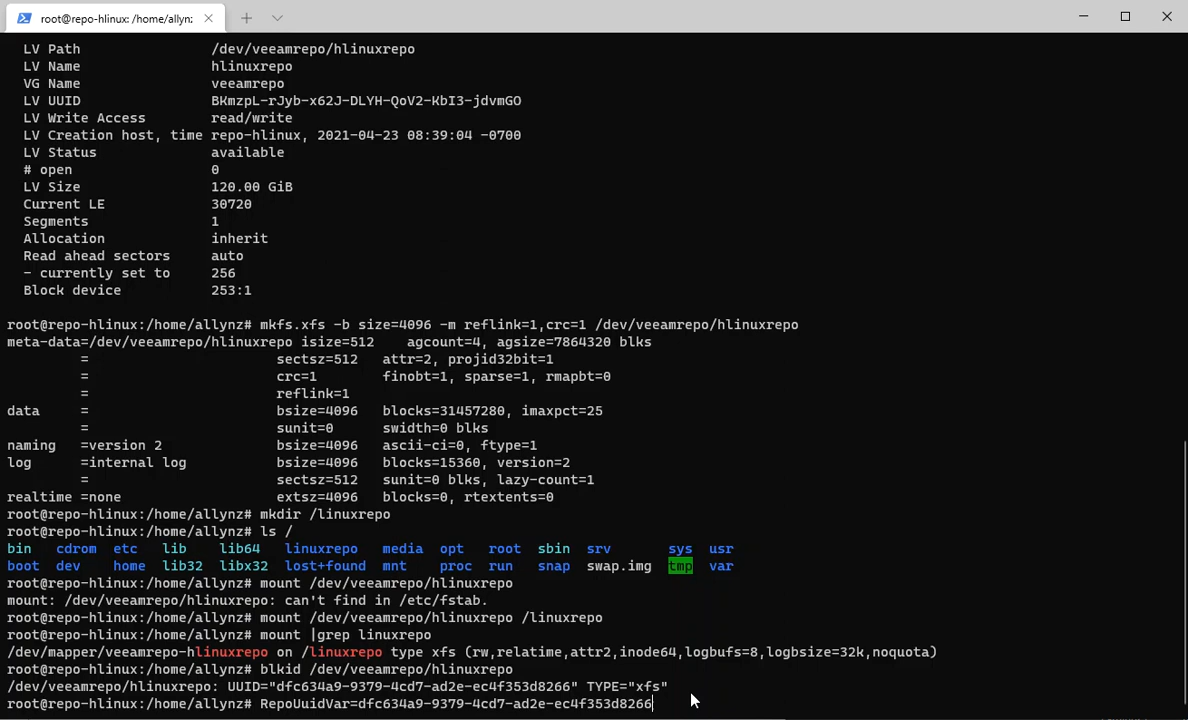 root@repo-hlinux: /home/allynz
LV Path                /dev/veeamrepo/hlinuxrepo
LV Name                hlinuxrepo
VG Name                veeamrepo
LV UUID                BKmzpL-rJyb-x62J-DLYH-QoV2-KbI3-jdvmGO
LV Write Access        read/write
LV Creation host, time repo-hlinux, 2021-04-23 08:39:04 -0700
LV Status              available
# open                 0
LV Size                120.00 GiB
Current LE             30720
Segments               1
Allocation             inherit
Read ahead sectors     auto
- currently set to     256
Block device           253:1
root@repo-hlinux:/home/allynz# mkfs.xfs -b size=4096 -m reflink=1,crc=1 /dev/veeamrepo/hlinuxrepo
meta-data=/dev/veeamrepo/hlinuxrepo isize=512    agcount=4, agsize=7864320 blks
         =                       sectsz=512   attr=2, projid32bit=1
         =                       crc=1        finobt=1, sparse=1, rmapbt=0
         =                       reflink=1
data     =                       bsize=4096   blocks=31457280, imaxpct=25
         =                       sunit=0      swidth=0 blks
naming   =version 2              bsize=4096   ascii-ci=0, ftype=1
log      =internal log           bsize=4096   blocks=15360, version=2
         =                       sectsz=512   sunit=0 blks, lazy-count=1
realtime =none                   extsz=4096   blocks=0, rtextents=0
root@repo-hlinux:/home/allynz# mkdir /linuxrepo
root@repo-hlinux:/home/allynz# ls /
bin   cdrom  etc   lib    lib64   linuxrepo   media  opt   root  sbin  srv       sys  usr
boot  dev    home  lib32  libx32  lost+found  mnt    proc  run   snap  swap.img  tmp  var
root@repo-hlinux:/home/allynz# mount /dev/veeamrepo/hlinuxrepo
mount: /dev/veeamrepo/hlinuxrepo: can't find in /etc/fstab.
root@repo-hlinux:/home/allynz# mount /dev/veeamrepo/hlinuxrepo /linuxrepo
root@repo-hlinux:/home/allynz# mount |grep linuxrepo
/dev/mapper/veeamrepo-hlinuxrepo on /linuxrepo type xfs (rw,relatime,attr2,inode64,logbufs=8,logbsize=32k,noquota)
root@repo-hlinux:/home/allynz# blkid /dev/veeamrepo/hlinuxrepo
/dev/veeamrepo/hlinuxrepo: UUID="dfc634a9-9379-4cd7-ad2e-ec4f353d8266" TYPE="xfs"
root@repo-hlinux:/home/allynz# RepoUuidVar=dfc634a9-9379-4cd7-ad2e-ec4f353d8266